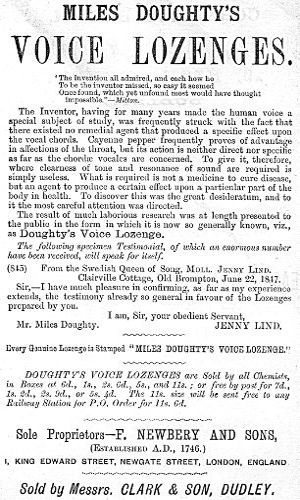 MILES DOUGHTY'S
VOICE LOZENGES.
"The Invention all admired, and each how he
To be the inventor missed, so easy it seemed
Once found, which yet unfound most would have thought
impossible"—Milton.
The Inventor, having for many years made the human voice a
special subject of study, was frequently struck with the fact that
there existed no remedial agent that produced a specific effect upon
the vocal chords. Cayenne pepper frequently proves of advantage
in affections of the throat, but its action is neither direct nor specific
as far as the chordæ vocales are concerned. To give it, therefore,
where clearness of tone and resonance of sound are required is
simply useless. What is required is not a medicine to cure disease,
but an agent to produce a certain effect upon a particular part of the
body in health. To discover this was the great desideratum, and to
it the most careful attention was directed.
The result of much laborious research was at length presented to
the public in the form in which it is now so generally known, viz.,
as Doughty's Voice Lozenge.
The following specimen Testimonial, of which an enormous number
have been received, will speak for itself.
(845) From the Swedish Queen of Song, MDLL. JENNY LIND.
Clairville Cottage, Old Brompton, June 22, 1847.
Sir,—I have much pleasure in confirming, as far as my experience
extends, the testimony already so general in favour of the Lozenges
prepared by you.
I am, Sir, your obedient Servant,
Mr. Miles Doughty. JENNY LIND.
Every Genuine Lozenge is Stamped "MILES DOUGHTY'S VOICE LOZENGE."
DOUGHTY'S VOICE LOZENGES are Sold by all Chemists,
in Boxes at 6d., 1s., 2s. 6d., 5s., and 11s.; or free by post for 7d.,
1s. 2d., 2s. 9d., or 5s. 4d. The 11s. size will be sent free to any
Railway Station for P.O. Order for 11s. 6d.
Sole Proprietors—F. NEWBERY AND SONS,
(ESTABLISHED A.D., 1746.)
1, KING EDWARD STREET, NEWGATE STREET, LONDON, ENGLAND.
Sold by Messrs. CLARK & SON, DUDLEY.